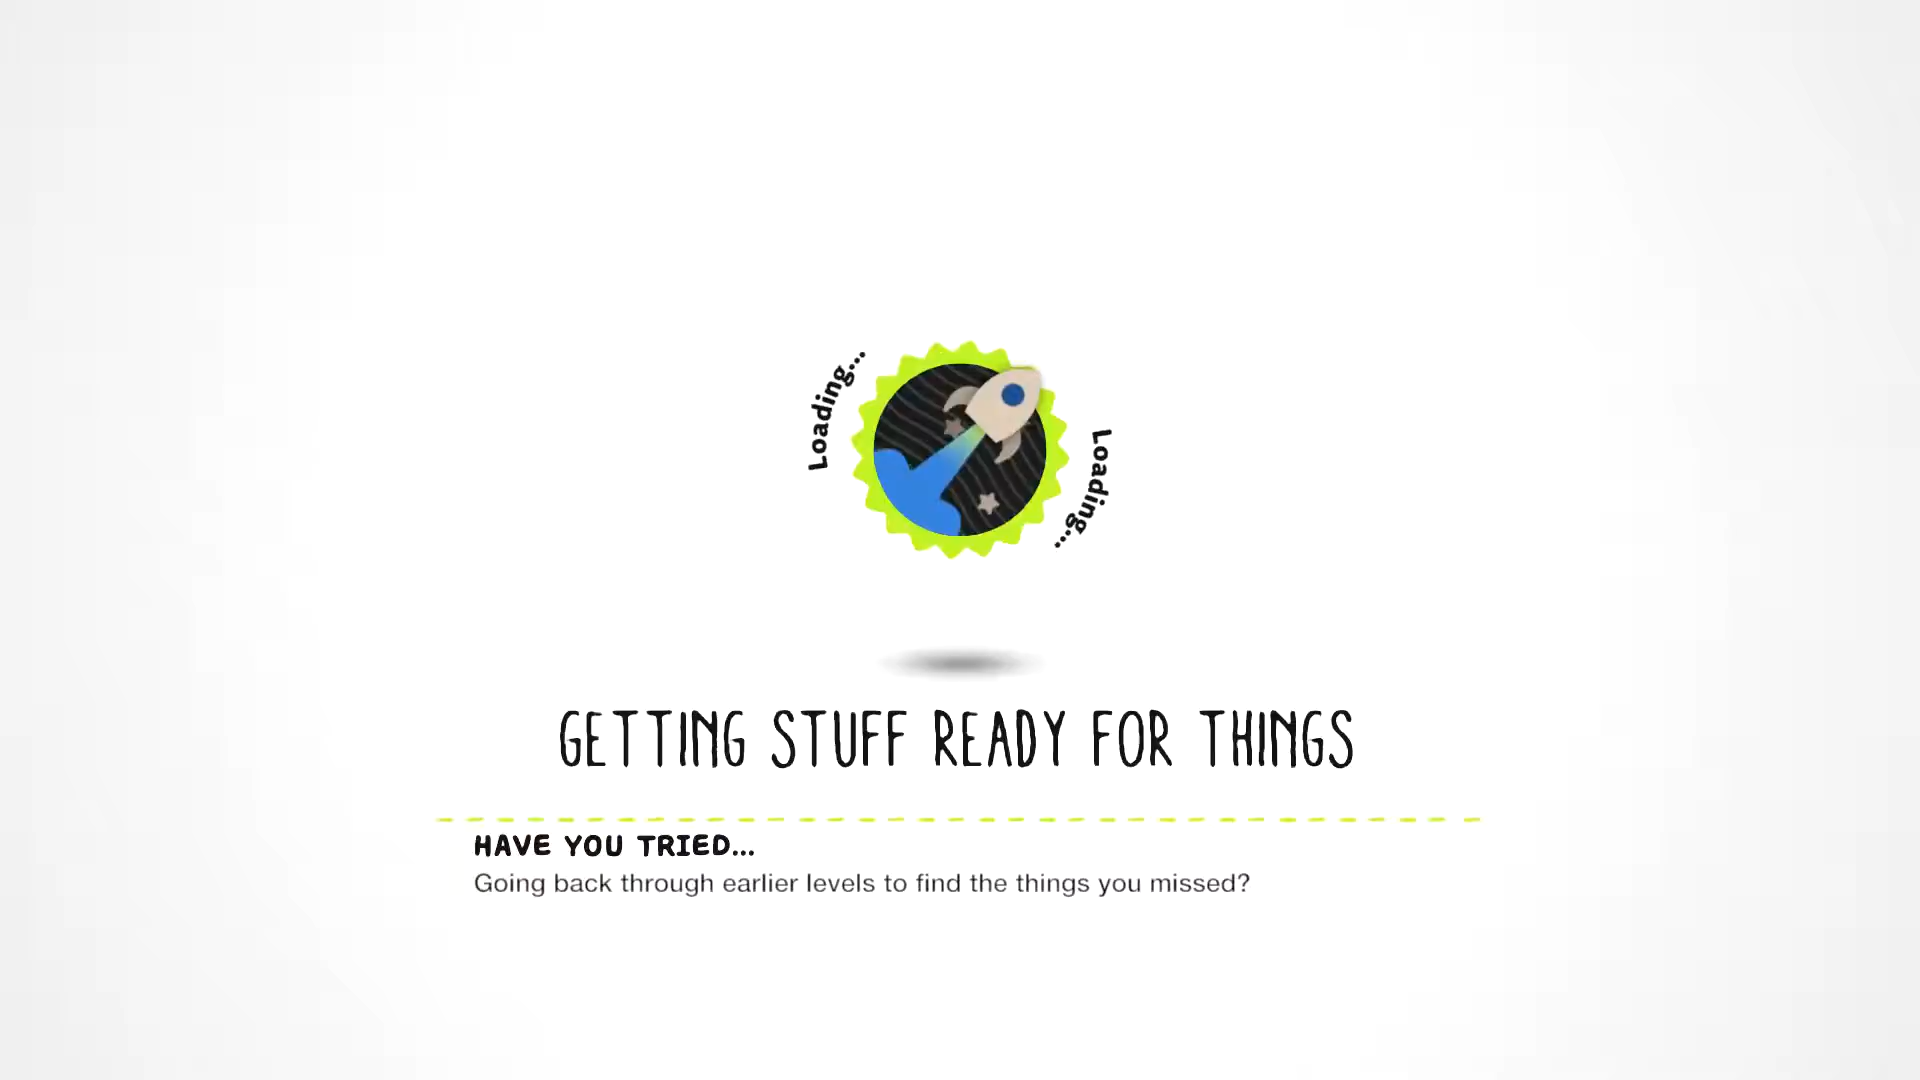 Loading...
Loading...
GETTING STUFF READY FOR THINGS
HAVE YOU TRIED...
Going back through earlier levels to find the things you missed?